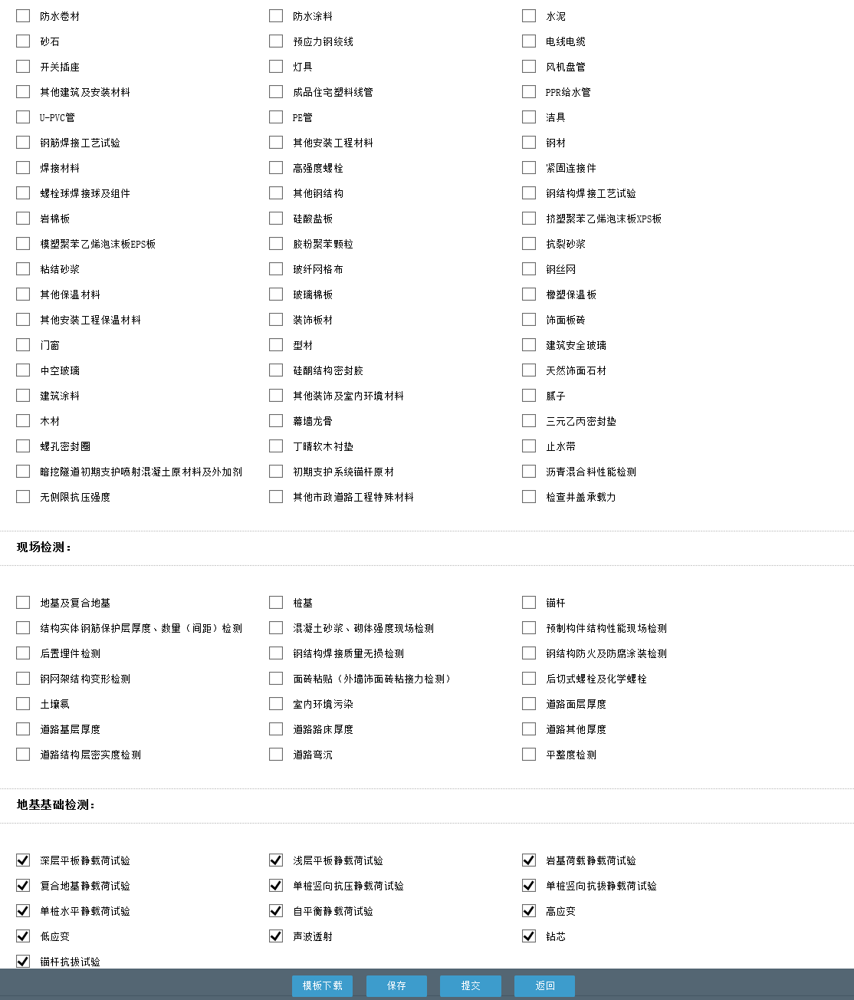 防水卷材 防水涂料 水泥
砂石 预应力钢绞线 电线电缆
开关插座 灯具 风机盘管
其他建筑及安装材料 成品住宅塑料线管 PPR给水管
U-PVC管 PE管 洁具
钢筋焊接工艺试验 其他安装工程材料 钢材
焊接材料 高强度螺栓 紧固连接件
螺栓球焊接球及组件 其他钢结构 钢结构焊接工艺试验
岩棉板 硅酸盐板 挤塑聚苯乙烯泡沫板XPS板
模塑聚苯乙烯泡沫板EPS板 胶粉聚苯颗粒 抗裂砂浆
粘结砂浆 玻纤网格布 钢丝网
其他保温材料 玻璃棉板 橡塑保温板
其他安装工程保温材料 装饰板材 饰面板砖
门窗 型材 建筑安全玻璃
中空玻璃 硅酮结构密封胶 天然饰面石材
建筑涂料 其他装饰及室内环境材料 腻子
木材 幕墙龙骨 三元乙丙密封垫
螺孔密封圈 丁晴软木衬垫 止水带
暗挖隧道初期支护喷射混凝土原材料及外加剂 初期支护系统锚杆原材 沥青混合料性能检测
无侧限抗压强度 其他市政道路工程特殊材料 检查井盖承载力
现场检测：
地基及复合地基 桩基 锚杆
结构实体钢筋保护层厚度、数量（间距）检测 混凝土砂浆、砌体强度现场检测 预制构件结构性能现场检测
后置埋件检测 钢结构焊接质量无损检测 钢结构防火及防腐涂装检测
钢网架结构变形检测 面砖粘贴（外墙饰面砖粘接力检测） 后切式螺栓及化学螺栓
土壤氡 室内环境污染 道路面层厚度
道路基层厚度 道路路床厚度 道路其他厚度
道路结构层密实度检测 道路弯沉 平整度检测
地基基础检测：
深层平板静载荷试验 浅层平板静载荷试验 岩基荷载静载荷试验
复合地基静载荷试验 单桩竖向抗压静载荷试验 单桩竖向抗拔静载荷试验
单桩水平静载荷试验 自平衡静载荷试验 高应变
低应变 声波透射 钻芯
锚杆抗拔试验
模板下载 保存 提交 返回